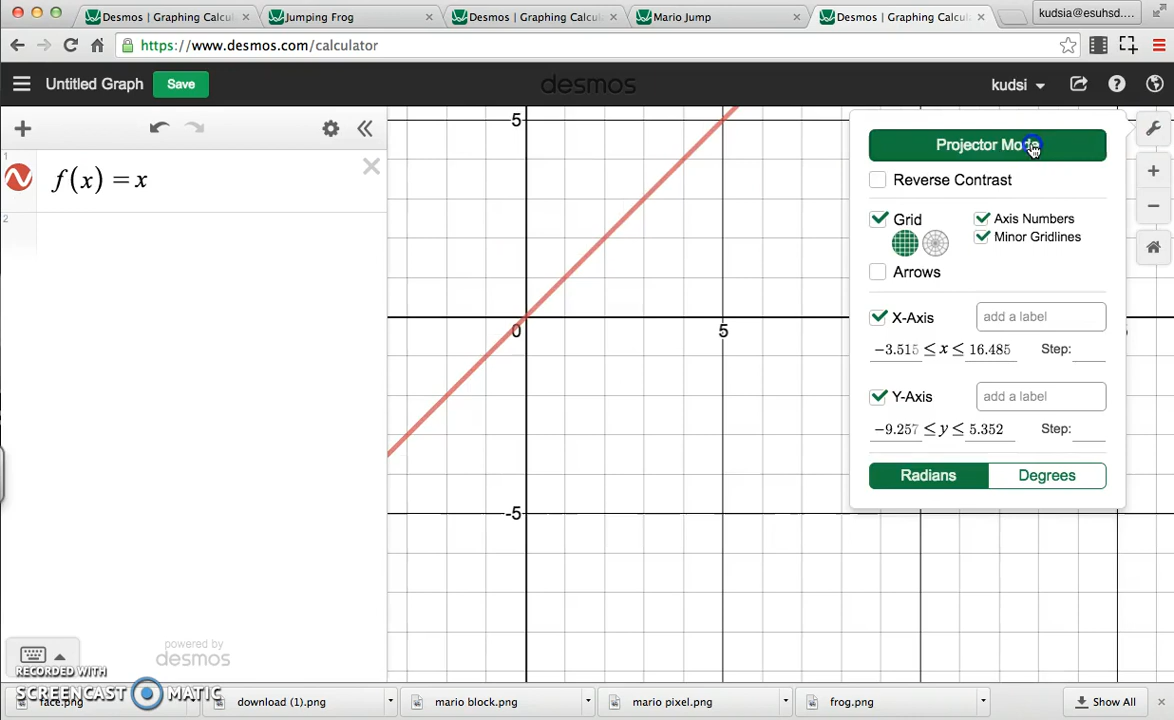 Desmos | Graphing Calcul
Jumping Frog
Desmos | Graphing Calcu
Mario Jump
Desmos | Graphing Calcul
kudsia@esuhsd....
https://www.desmos.com/calculator
Untitled Graph
Save
desmos
kudsi
1
f(x) = x
2
5
0
5
-5
Projector Mode
Reverse Contrast
Grid
Axis Numbers
Minor Gridlines
Arrows
X-Axis
add a label
−3.515 ≤ x ≤ 16.485
Step:
Y-Axis
add a label
−9.257 ≤ y ≤ 5.352
Step:
Radians
Degrees
powered by
desmos
RECORDED WITH
SCREENCAST MATIC
face.png
download (1).png
mario block.png
mario pixel.png
frog.png
Show All